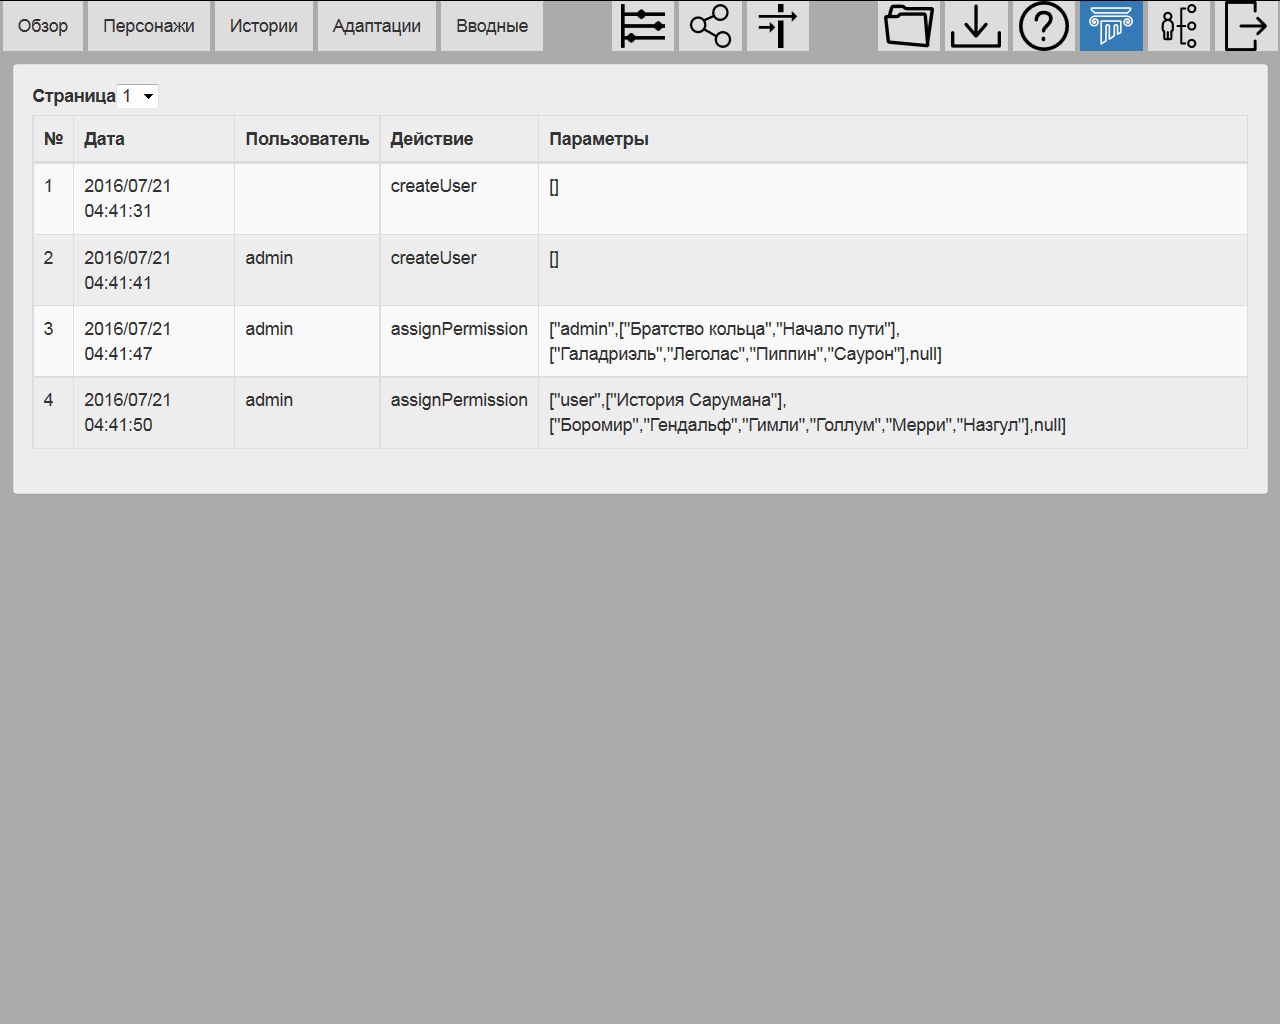 Обзор Персонажи Истории Адаптации Вводные
Страница 1
№ Дата Пользователь Действие Параметры
1 2016/07/21 createUser []
04:41:31
2 2016/07/21 admin createUser []
04:41:41
3 2016/07/21 admin assignPermission ["admin",["Братство кольца","Начало пути"],
04:41:47 ["Галадриэль","Леголас","Пиппин","Саурон"],null]
4 2016/07/21 admin assignPermission ["user",["История Сарумана"],
04:41:50 ["Боромир","Гендальф","Гимли","Голлум","Мерри","Назгул"],null]